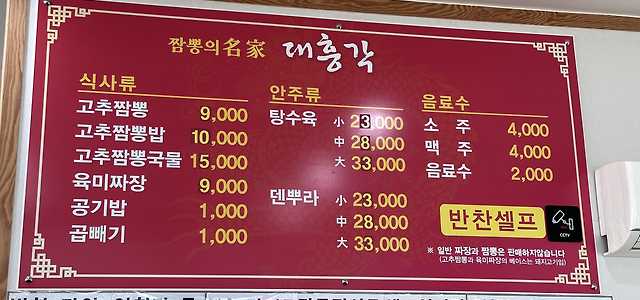 짬뽕의名家 대흥각
식사류
고추짬뽕 9,000
고추짬뽕밥 10,000
고추짬뽕국물 15,000
육미짜장 9,000
공기밥 1,000
곱빼기 1,000
안주류
탕수육 小 23,000
中 28,000
大 33,000
덴뿌라 小 23,000
中 28,000
大 33,000
음료수
소 주 4,000
맥 주 4,000
음료수 2,000
반찬셀프
CCTV
※ 일반 짜장과 짬뽕은 판매하지않습니다
(고추짬뽕과 육미짜장의 베이스는 돼지고기임)